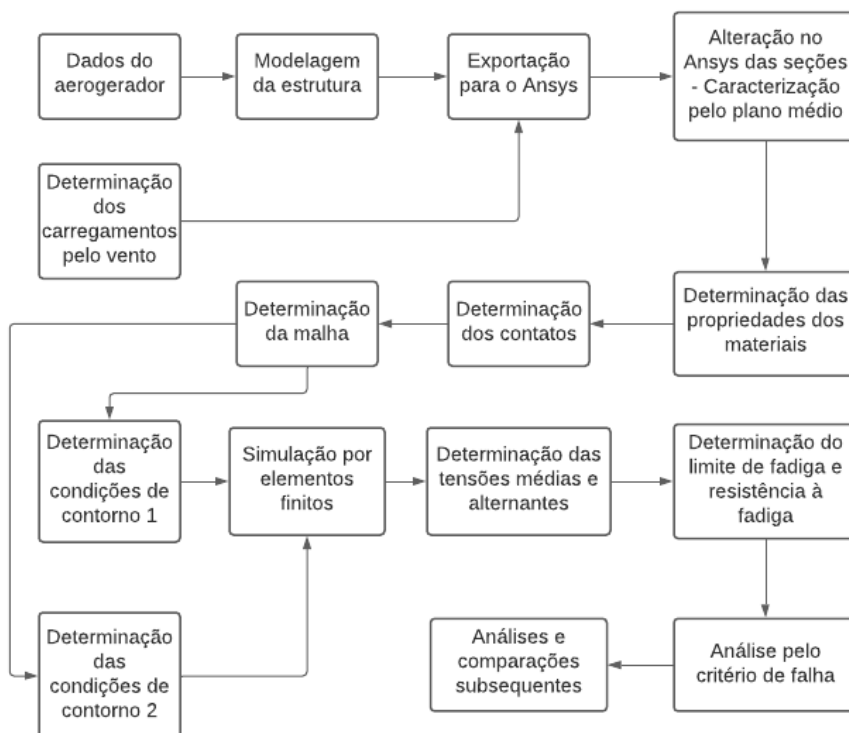 Dados do
aerogerador
Modelagem
da estrutura
Exportação
para o Ansys
Alteração no
Ansys das seções
- Caracterização
pelo plano médio
Determinação
dos
carregamentos
pelo vento
Determinação das
propriedades dos
materiais
Determinação
dos contatos
Determinação
da malha
Determinação
das
condições de
contorno 1
Simulação por
elementos
finitos
Determinação das
tensões médias e
alternantes
Determinação do
limite de fadiga e
resistência à
fadiga
Determinação
das
condições de
contorno 2
Análise pelo
critério de falha
Análises e
comparações
subsequentes